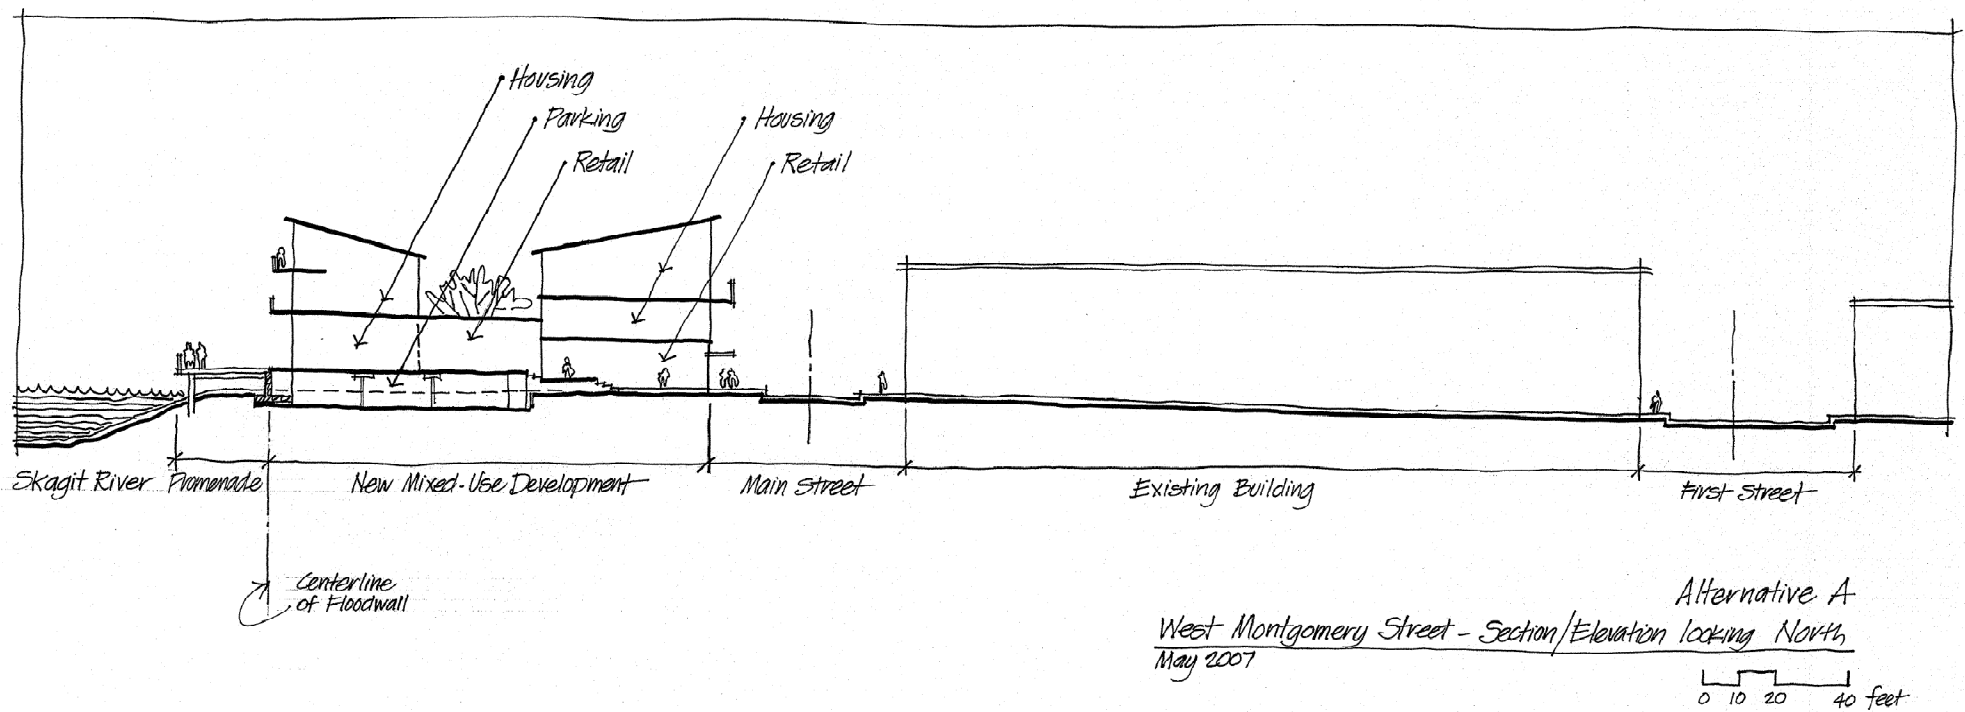 Housing
Parking
Housing
Retail
Retail
Skagit River
Promenade
New Mixed-Use Development
Main Street
Existing Building
First Street
Centerline
of Floodwall
Alternative A
West Montgomery Street - Section/Elevation looking North
May 2007
0 10 20 40 feet